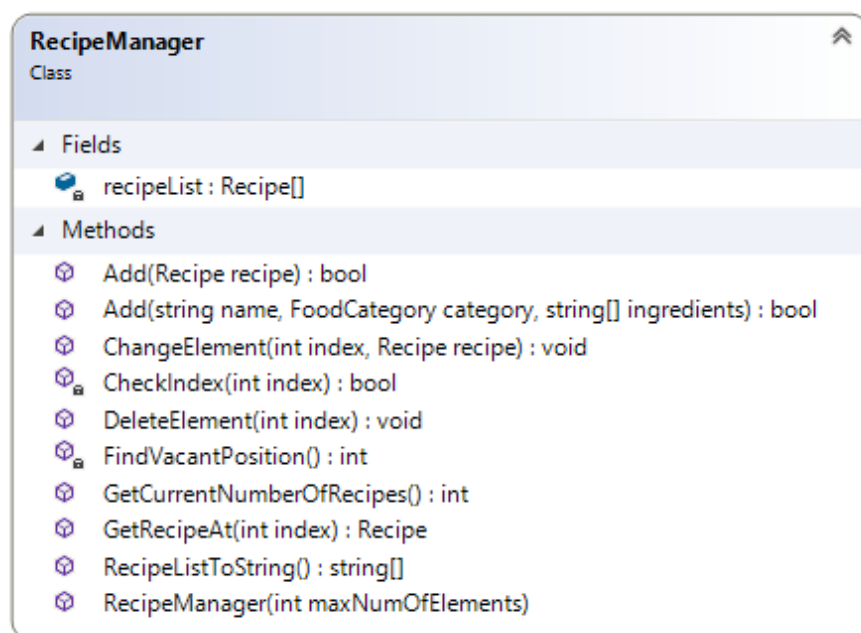 RecipeManager
Class
Fields
recipeList : Recipe[]
Methods
Add(Recipe recipe) : bool
Add(string name, FoodCategory category, string[] ingredients) : bool
ChangeElement(int index, Recipe recipe) : void
CheckIndex(int index) : bool
DeleteElement(int index) : void
FindVacantPosition() : int
GetCurrentNumberOfRecipes() : int
GetRecipeAt(int index) : Recipe
RecipeListToString() : string[]
RecipeManager(int maxNumOfElements)